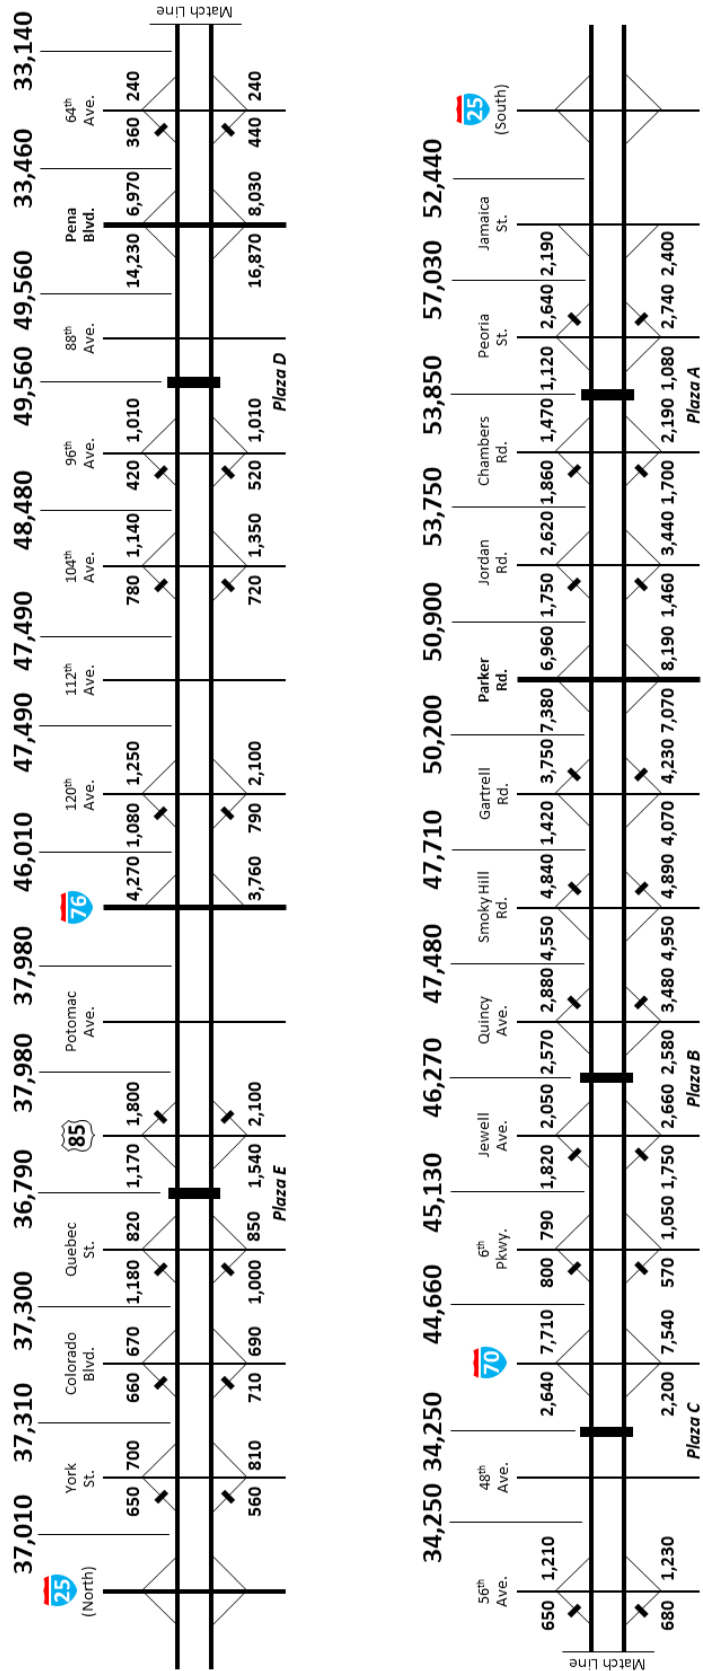 37,010
37,310
37,300
36,790
37,980
37,980
46,010
47,490
47,490
48,480
49,560
49,560
33,460
33,140
25
(North)
York
St.
Colorado
Blvd.
Quebec
St.
85
Potomac
Ave.
76
120th
Ave.
112th
Ave.
104th
Ave.
96th
Ave.
88th
Ave.
Pena
Blvd.
64th
Ave.
650 700
660 670
1,180 820
1,170 1,800
4,270
1,080 1,250
780 1,140
420 1,010
14,230 6,970
360 240
Match Line
560 810
710 690
1,000 850
1,540 2,100
3,760
790 2,100
720 1,350
520 1,010
16,870 8,030
440 240
Plaza E
Plaza D
34,250
34,250
44,660
45,130
46,270
47,480
47,710
50,200
50,900
53,750
53,850
57,030
52,440
56th
Ave.
48th
Ave.
70
6th
Pkwy.
Jewell
Ave.
Quincy
Ave.
Smoky Hill
Rd.
Gartrell
Rd.
Parker
Rd.
Jordan
Rd.
Chambers
Rd.
Peoria
St.
Jamaica
St.
25
(South)
650 1,210
2,640 7,710
800 790
1,820 2,050
2,570 2,880
4,550 4,840
1,420 3,750
7,380 6,960
1,750 2,620
1,860 1,470
1,120 2,640
2,190
Match Line
680 1,230
2,200 7,540
570 1,050
1,750 2,660
2,580 3,480
4,950 4,890
4,070 4,230
7,070 8,190
1,460 3,440
1,700 2,190
1,080 2,740
2,400
Plaza C
Plaza B
Plaza A